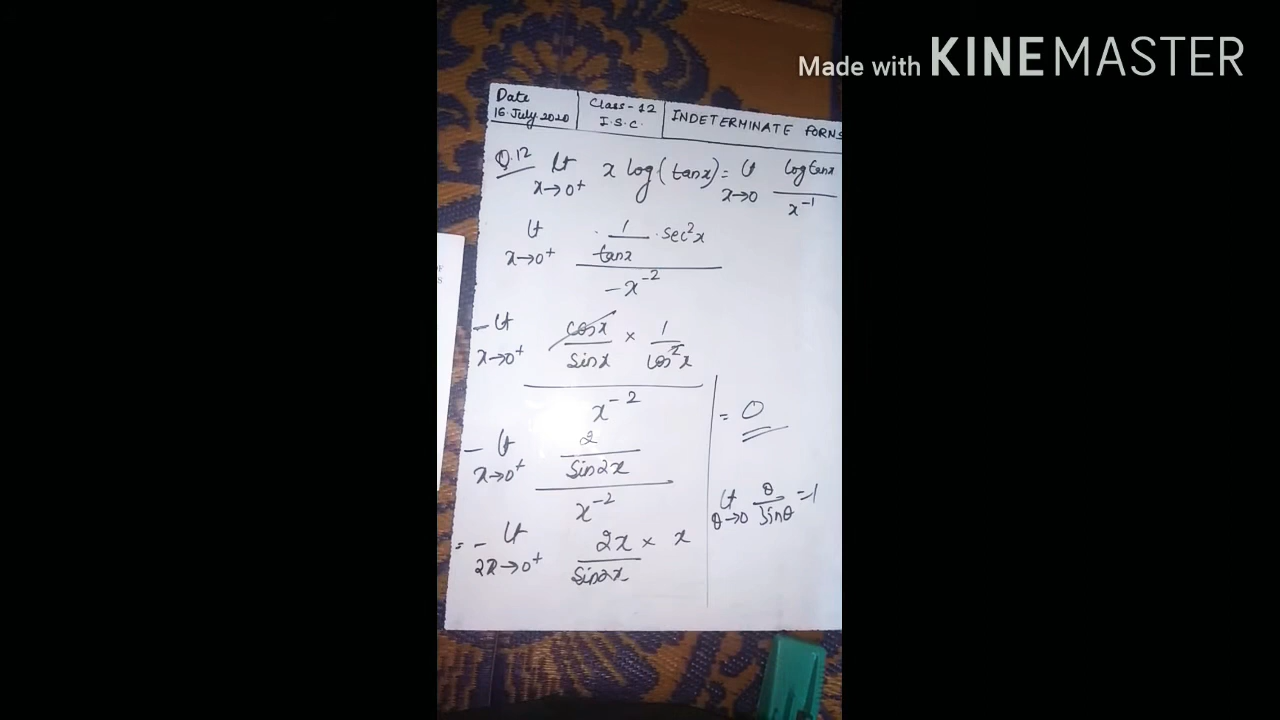 Made with KINEMASTER
Date
16 July 2020
Class - 12
I.S.C.
INDETERMINATE FORMS
Q.12 Lt x→0⁺ x log(tanx) = Lt x→0 logtanx / x⁻¹
Lt x→0⁺ · 1/tanx · sec²x / -x⁻²
- Lt x→0⁺ cosx/sinx × 1/cos²x / x⁻²
- Lt x→0⁺ 2/sin2x / x⁻²
= - Lt 2x→0⁺ 2x/sin2x × x
= 0
Lt θ→0 θ/sinθ = 1